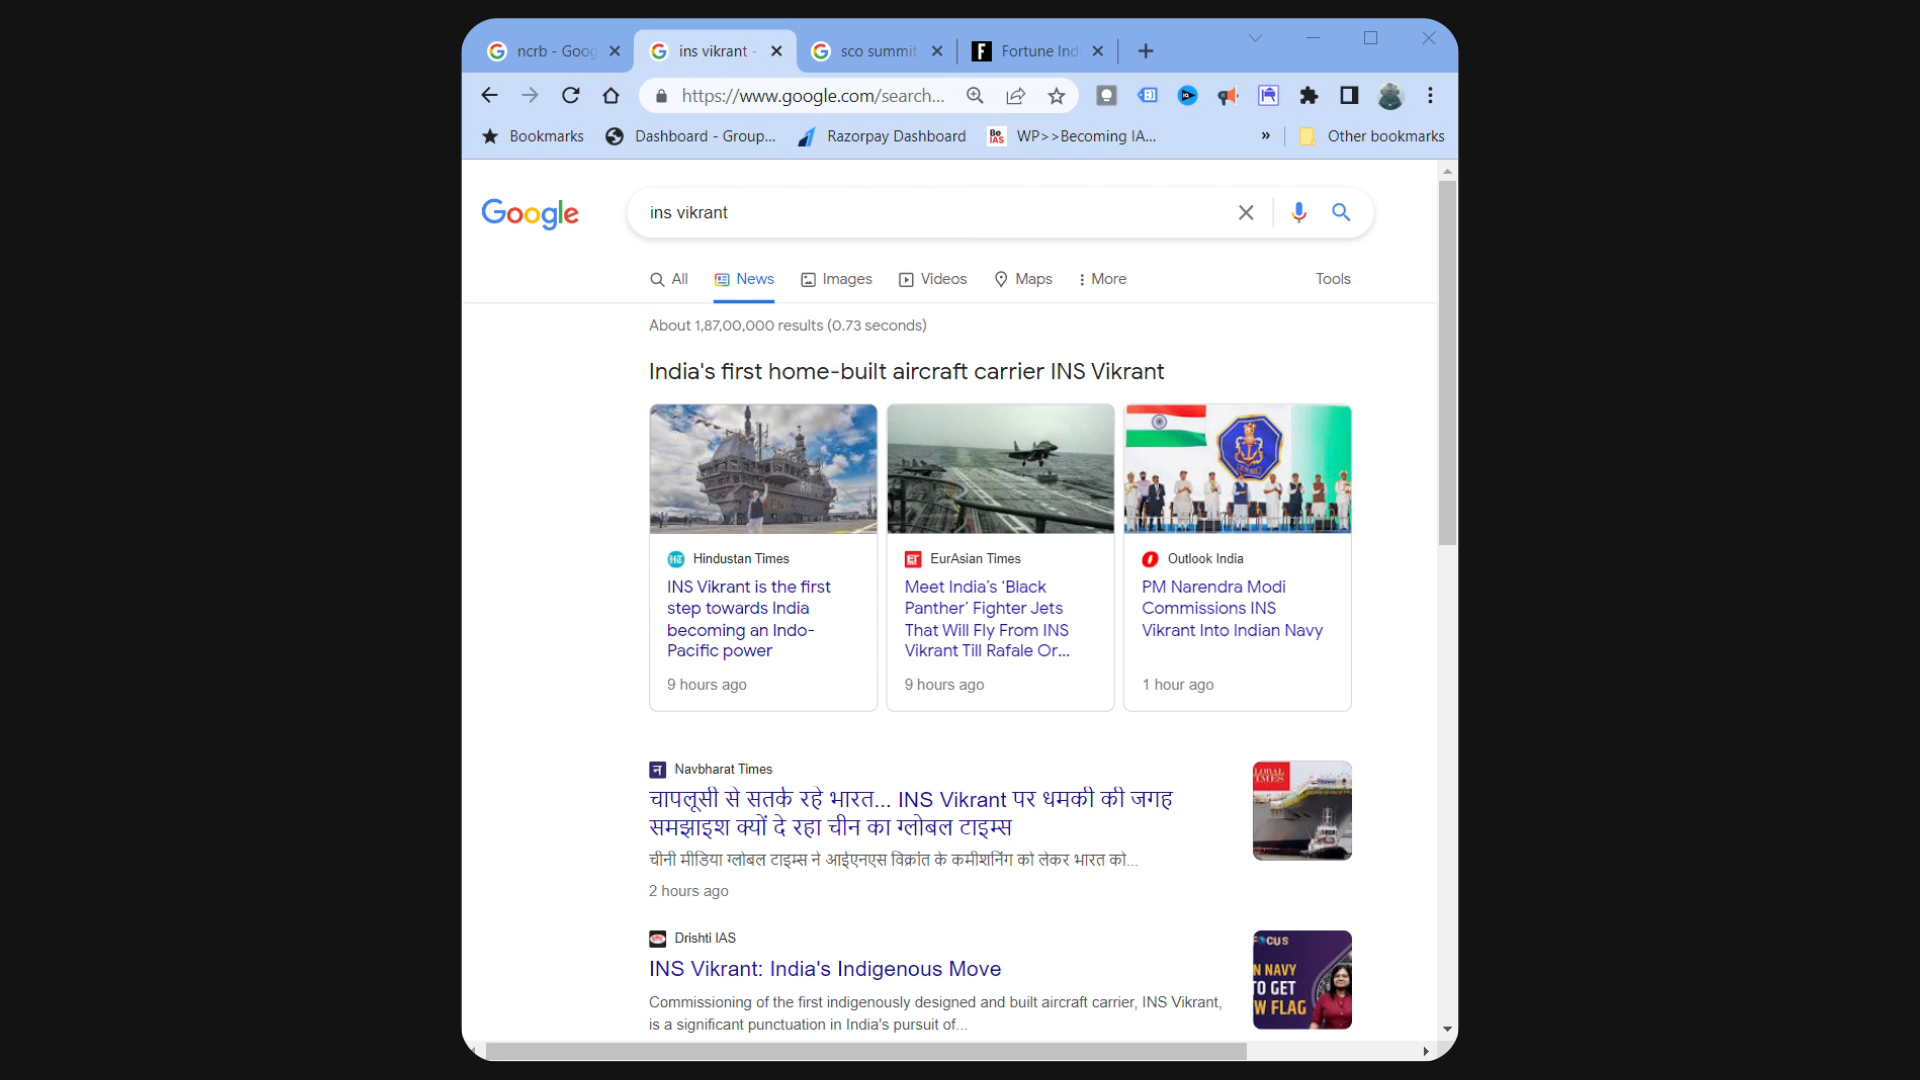 ncrb - Goog
ins vikrant -
sco summit
Fortune Ind
https://www.google.com/search...
Bookmarks
Dashboard - Group...
Razorpay Dashboard
Be IAS
WP>>Becoming IA...
»
Other bookmarks
Google
ins vikrant
All
News
Images
Videos
Maps
More
Tools
About 1,87,00,000 results (0.73 seconds)
India's first home-built aircraft carrier INS Vikrant
Hindustan Times
INS Vikrant is the first
step towards India
becoming an Indo-
Pacific power
9 hours ago
EurAsian Times
Meet India's ‘Black
Panther’ Fighter Jets
That Will Fly From INS
Vikrant Till Rafale Or...
9 hours ago
Outlook India
PM Narendra Modi
Commissions INS
Vikrant Into Indian Navy
1 hour ago
न
Navbharat Times
चापलूसी से सतर्क रहे भारत... INS Vikrant पर धमकी की जगह
समझाइश क्यों दे रहा चीन का ग्लोबल टाइम्स
चीनी मीडिया ग्लोबल टाइम्स ने आईएनएस विक्रांत के कमीशनिंग को लेकर भारत को...
2 hours ago
LOBAL
TIMES
Drishti IAS
INS Vikrant: India's Indigenous Move
Commissioning of the first indigenously designed and built aircraft carrier, INS Vikrant,
is a significant punctuation in India's pursuit of...
FOCUS
N NAVY
TO GET
W FLAG